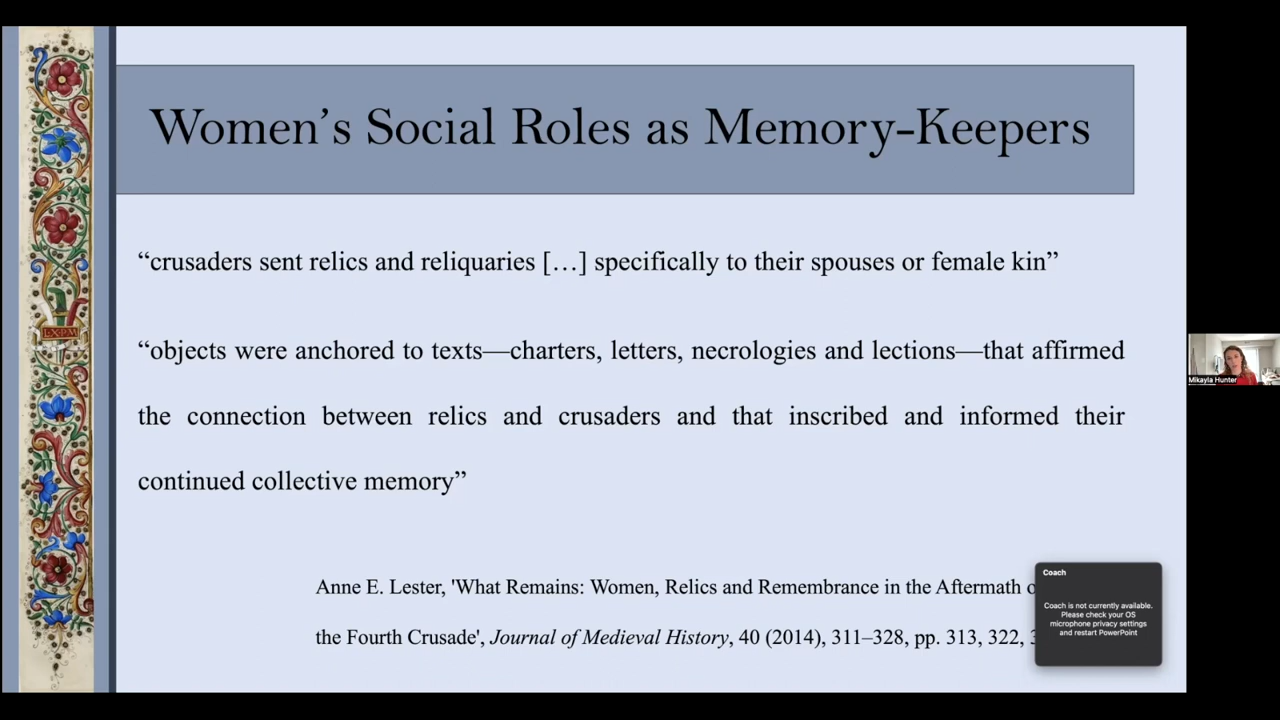 Women’s Social Roles as Memory-Keepers
“crusaders sent relics and reliquaries […] specifically to their spouses or female kin”
“objects were anchored to texts—charters, letters, necrologies and lections—that affirmed
the connection between relics and crusaders and that inscribed and informed their
continued collective memory”
Anne E. Lester, 'What Remains: Women, Relics and Remembrance in the Aftermath
the Fourth Crusade', Journal of Medieval History, 40 (2014), 311–328, pp. 313, 322,
Coach
Coach is not currently available.
Please check your OS
microphone privacy settings
and restart PowerPoint
Mikayla Hunter